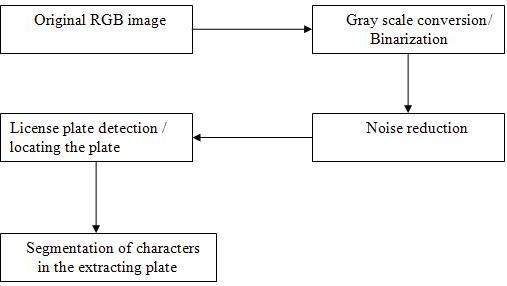 Original RGB image
Gray scale conversion/
Binarization
Noise reduction
License plate detection /
locating the plate
Segmentation of characters
in the extracting plate